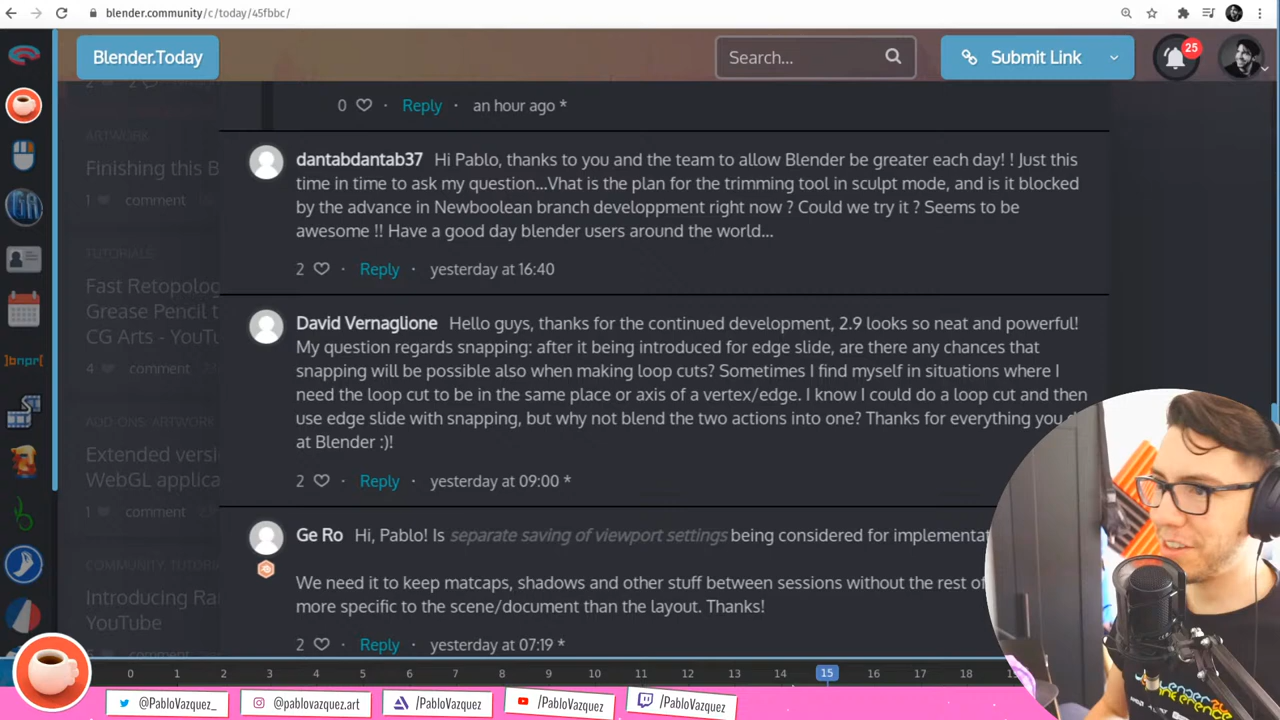 blender.community/c/today/45fbbc/
Blender.Today
Search...
Submit Link
25
0 Reply · an hour ago *
ARTWORK
Finishing this B
1 comment
TUTORIALS
Fast Retopolog
Grease Pencil t
CG Arts - YouTu
4 comment
ADD-ONS, ARTWORK
Extended versi
WebGL applica
1 comment
COMMUNITY, TUTORIA
Introducing Ra
YouTube
dantabdantab37 Hi Pablo, thanks to you and the team to allow Blender be greater each day! ! Just this
time in time to ask my question...Vhat is the plan for the trimming tool in sculpt mode, and is it blocked
by the advance in Newboolean branch developpment right now ? Could we try it ? Seems to be
awesome !! Have a good day blender users around the world...
2 · Reply · yesterday at 16:40
David Vernaglione Hello guys, thanks for the continued development, 2.9 looks so neat and powerful!
My question regards snapping: after it being introduced for edge slide, are there any chances that
snapping will be possible also when making loop cuts? Sometimes I find myself in situations where I
need the loop cut to be in the same place or axis of a vertex/edge. I know I could do a loop cut and then
use edge slide with snapping, but why not blend the two actions into one? Thanks for everything you d
at Blender :)!
2 · Reply · yesterday at 09:00 *
Ge Ro Hi, Pablo! Is separate saving of viewport settings being considered for implementat
We need it to keep matcaps, shadows and other stuff between sessions without the rest of
more specific to the scene/document than the layout. Thanks!
2 · Reply · yesterday at 07:19 *
bnpr
0 1 2 3 4 5 6 7 8 9 10 11 12 13 14 15 16 17 18
@PabloVazquez_
@pablovazquez.art
/PabloVazquez
/PabloVazquez
/PabloVazquez